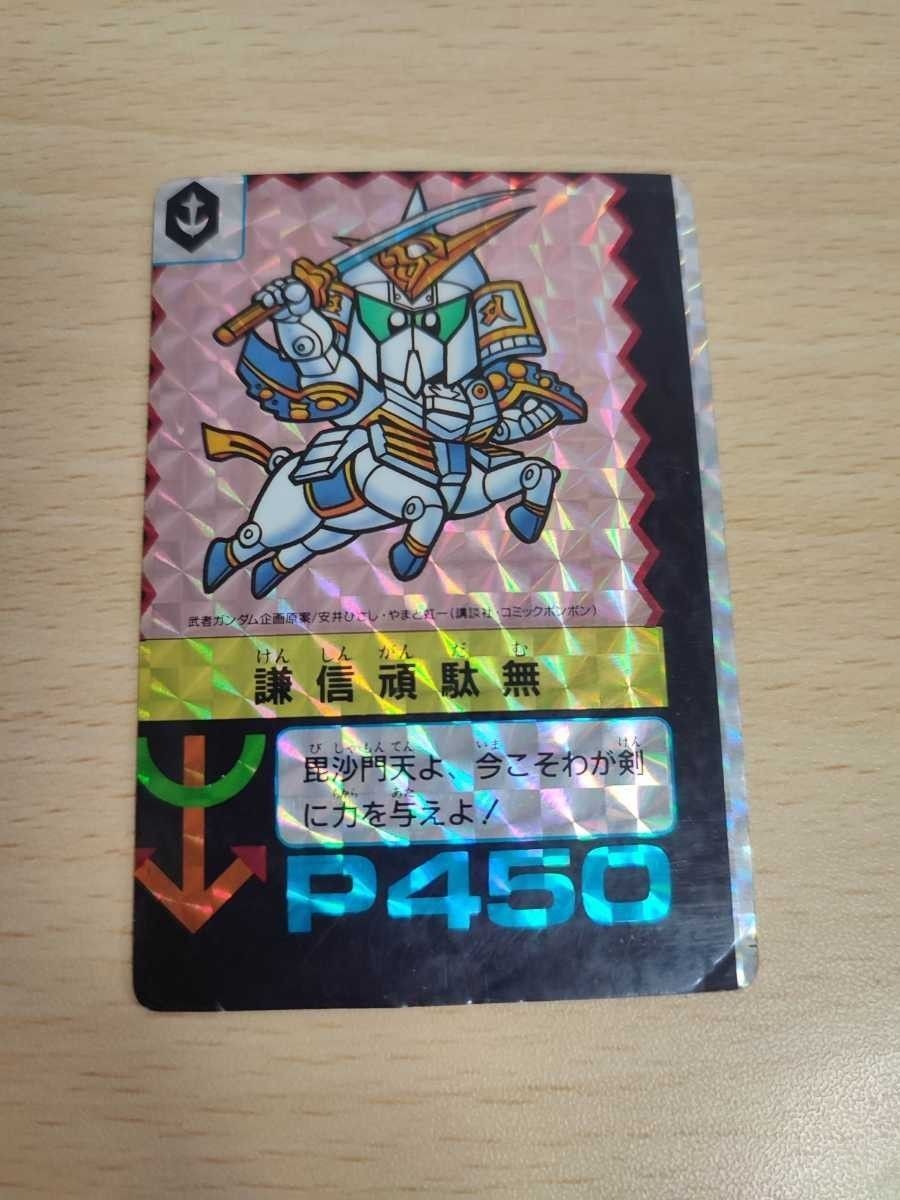 武者ガンダム企画原案/安井ひさし・やまと虹一(講談社・コミックボンボン)
けん しん がん だ む
謙信頑駄無
び しゃ もん てん いま けん
毘沙門天よ、今こそわが剣
ちから あた
に力を与えよ!
P450